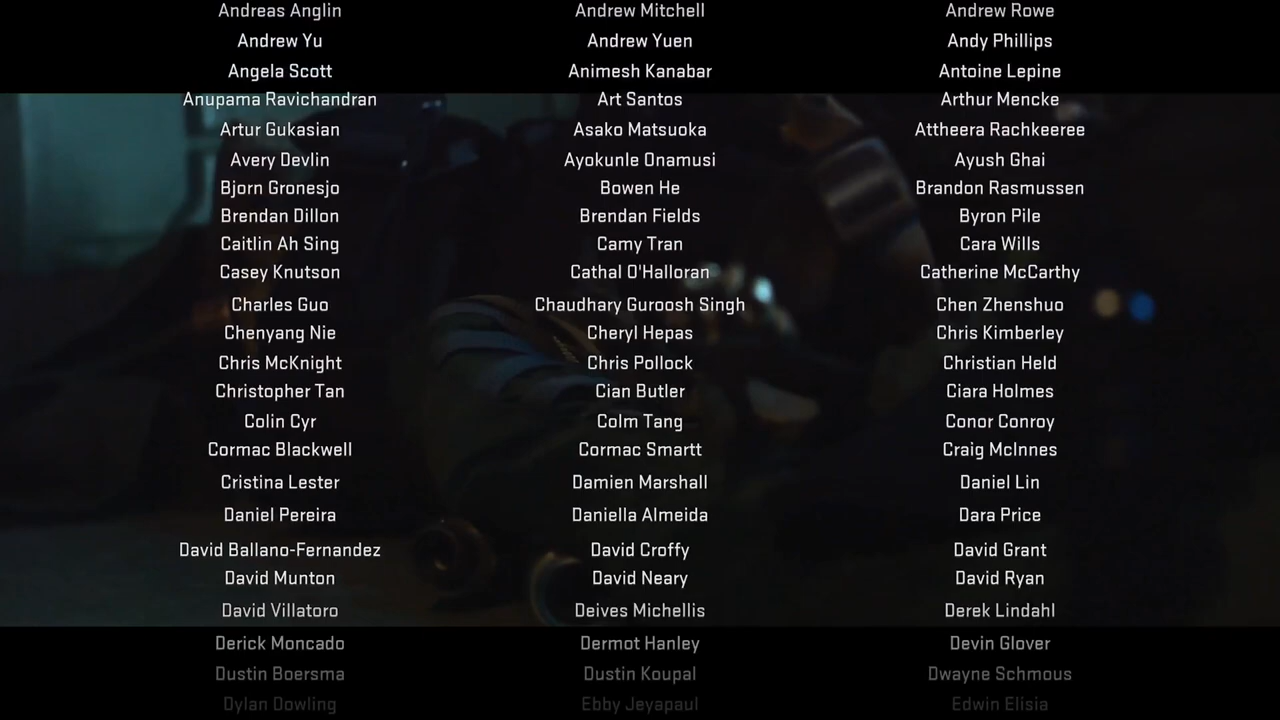 Andreas Anglin Andrew Mitchell Andrew Rowe
Andrew Yu Andrew Yuen Andy Phillips
Angela Scott Animesh Kanabar Antoine Lepine
Anupama Ravichandran Art Santos Arthur Mencke
Artur Gukasian Asako Matsuoka Attheera Rachkeeree
Avery Devlin Ayokunle Onamusi Ayush Ghai
Bjorn Gronesjo Bowen He Brandon Rasmussen
Brendan Dillon Brendan Fields Byron Pile
Caitlin Ah Sing Camy Tran Cara Wills
Casey Knutson Cathal O'Halloran Catherine McCarthy
Charles Guo Chaudhary Guroosh Singh Chen Zhenshuo
Chenyang Nie Cheryl Hepas Chris Kimberley
Chris McKnight Chris Pollock Christian Held
Christopher Tan Cian Butler Ciara Holmes
Colin Cyr Colm Tang Conor Conroy
Cormac Blackwell Cormac Smartt Craig McInnes
Cristina Lester Damien Marshall Daniel Lin
Daniel Pereira Daniella Almeida Dara Price
David Ballano-Fernandez David Croffy David Grant
David Munton David Neary David Ryan
David Villatoro Deives Michellis Derek Lindahl
Derick Moncado Dermot Hanley Devin Glover
Dustin Boersma Dustin Koupal Dwayne Schmous
Dylan Dowling Ebby Jeyapaul Edwin Elisia